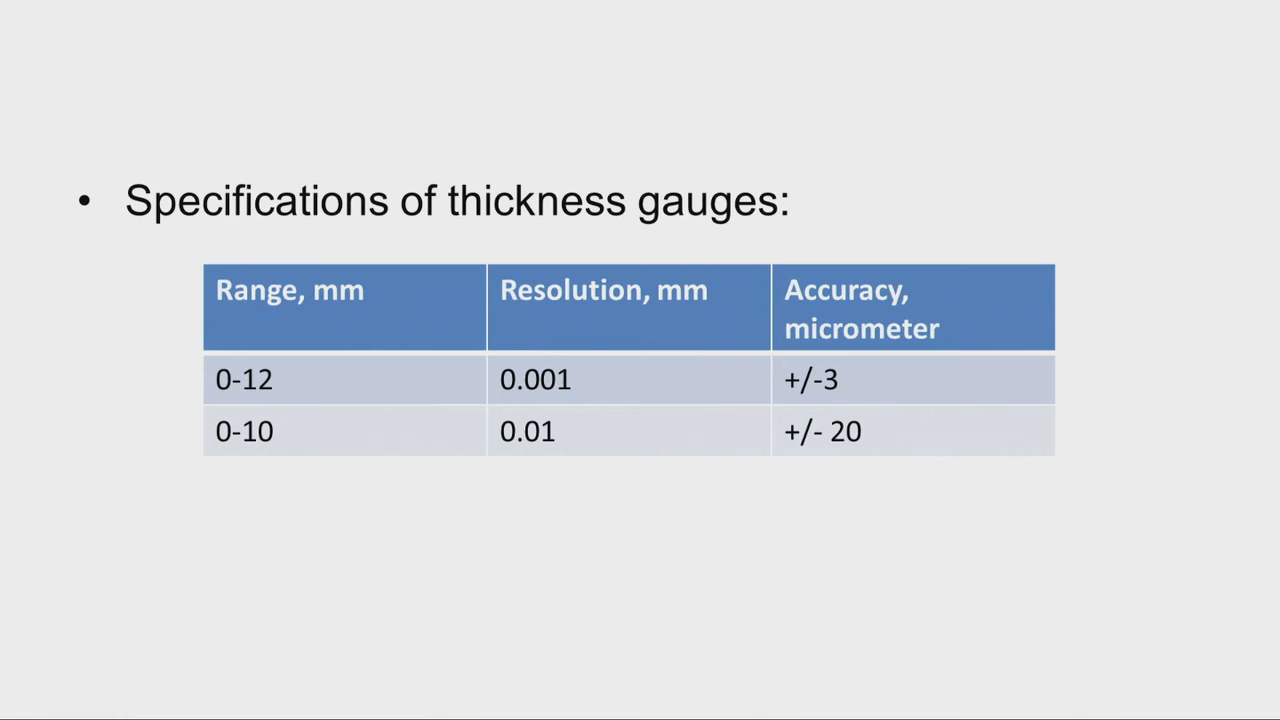 • Specifications of thickness gauges:
Range, mm
Resolution, mm
Accuracy,
micrometer
0-12
0.001
+/-3
0-10
0.01
+/- 20